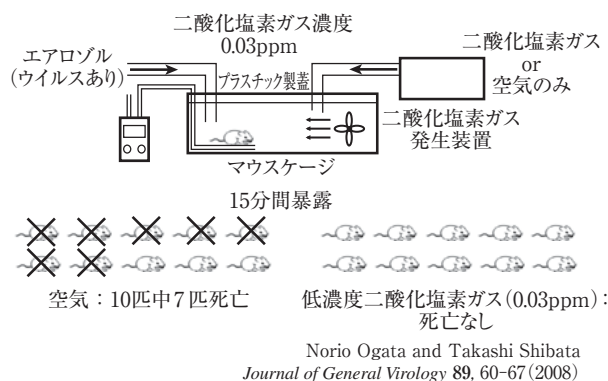 二酸化塩素ガス濃度
0.03ppm
エアロゾル
(ウイルスあり)
プラスチック製蓋
二酸化塩素ガス
or
空気のみ
二酸化塩素ガス
発生装置
マウスケージ
15分間暴露
空気：10匹中7匹死亡
低濃度二酸化塩素ガス(0.03ppm)：
死亡なし
Norio Ogata and Takashi Shibata
Journal of General Virology 89, 60-67(2008)